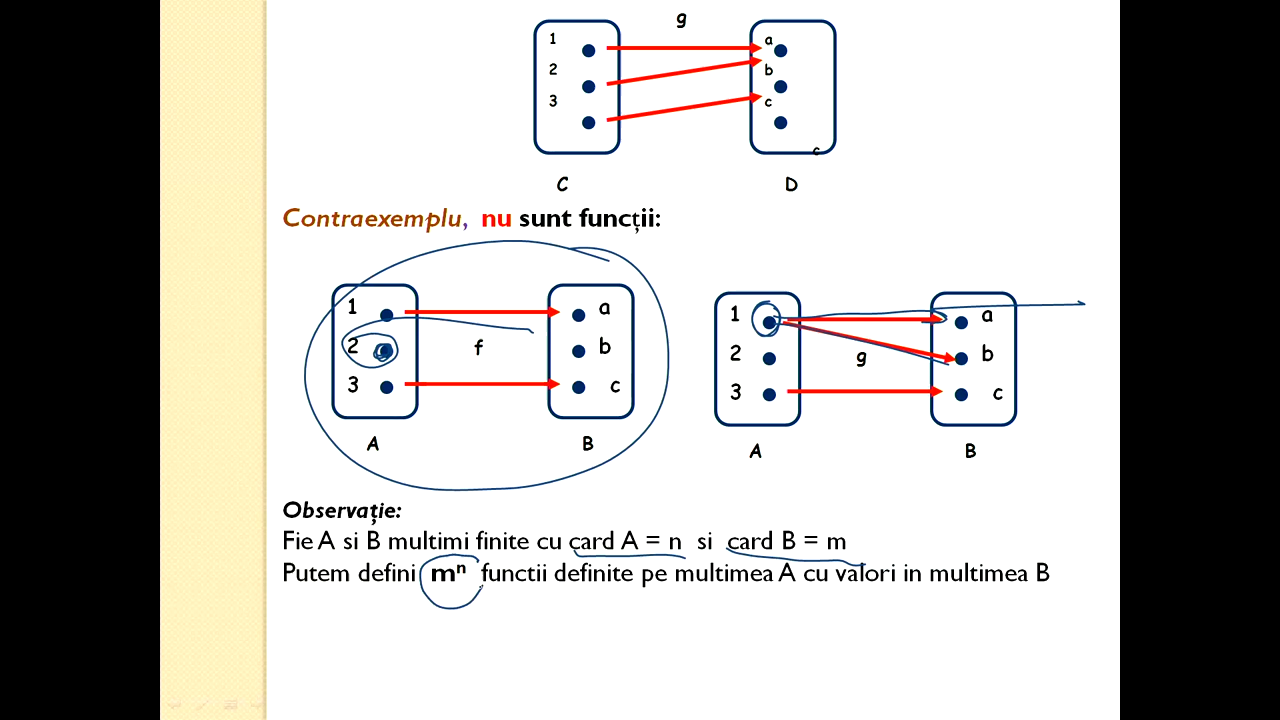 g
1
a
2
b
3
c
c
C
D
Contraexemplu, nu sunt funcții:
1
a
2
f
b
3
c
A
B
1
a
2
g
b
3
c
A
B
Observație:
Fie A si B multimi finite cu card A = n si card B = m
Putem defini mⁿ functii definite pe multimea A cu valori in multimea B